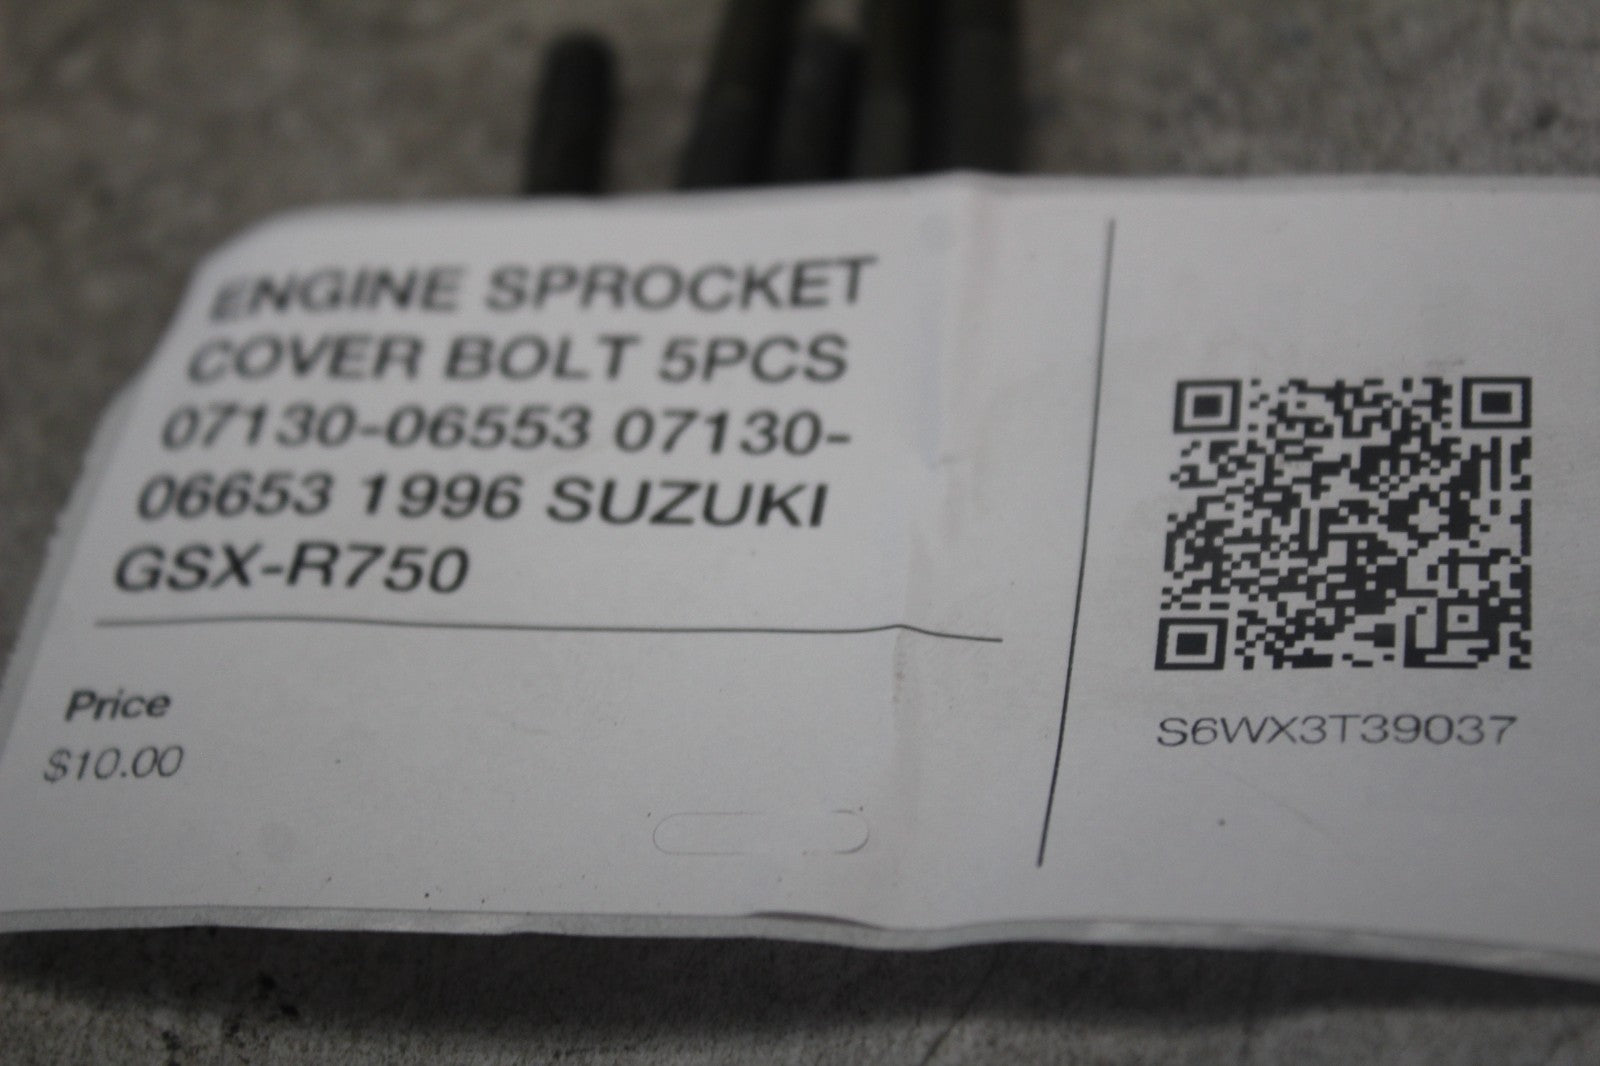 ENGINE SPROCKET
COVER BOLT 5PCS
07130-06553 07130-
06653 1996 SUZUKI
GSX-R750
Price
$10.00
S6WX3T39037